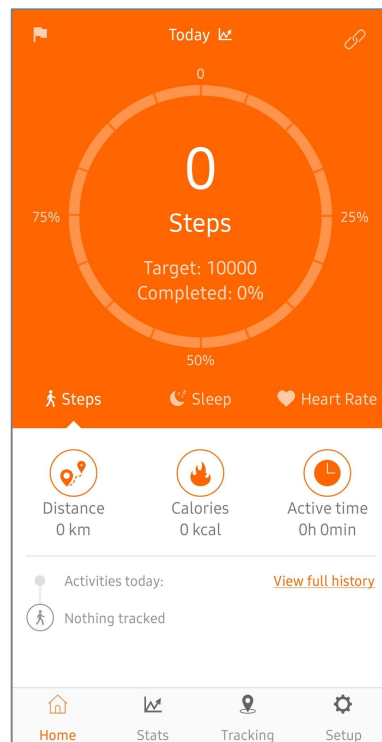 Today
0
75%
25%
0
Steps
Target: 10000
Completed: 0%
50%
Steps
Sleep
Heart Rate
Distance
0 km
Calories
0 kcal
Active time
0h 0min
Activities today:
View full history
Nothing tracked
Home
Stats
Tracking
Setup